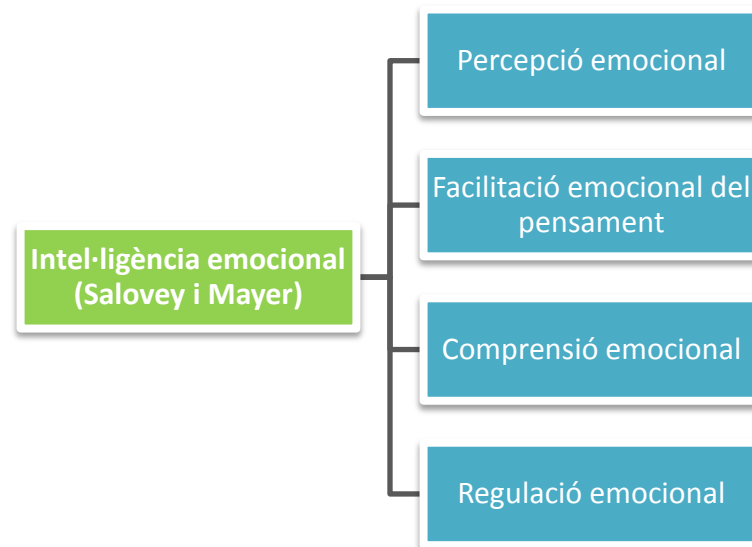 Percepció emocional
Facilitació emocional del
pensament
Intel·ligència emocional
(Salovey i Mayer)
Comprensió emocional
Regulació emocional